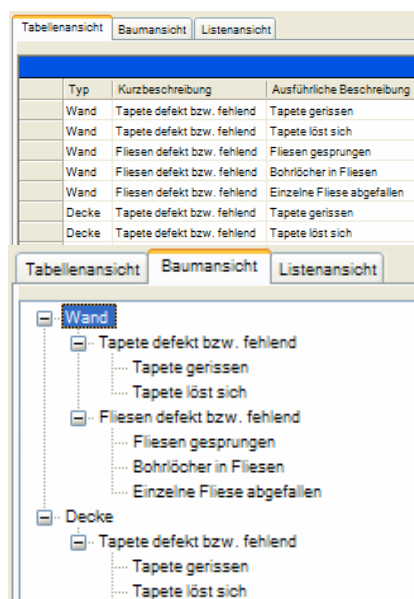 Tabellenansicht Baumansicht Listenansicht
Typ Kurzbeschreibung Ausführliche Beschreibung
Wand Tapete defekt bzw. fehlend Tapete gerissen
Wand Tapete defekt bzw. fehlend Tapete löst sich
Wand Fliesen defekt bzw. fehlend Fliesen gesprungen
Wand Fliesen defekt bzw. fehlend Bohrlöcher in Fliesen
Wand Fliesen defekt bzw. fehlend Einzelne Fliese abgefallen
Decke Tapete defekt bzw. fehlend Tapete gerissen
Decke Tapete defekt bzw. fehlend Tapete löst sich
Tabellenansicht Baumansicht Listenansicht
Wand
Tapete defekt bzw. fehlend
Tapete gerissen
Tapete löst sich
Fliesen defekt bzw. fehlend
Fliesen gesprungen
Bohrlöcher in Fliesen
Einzelne Fliese abgefallen
Decke
Tapete defekt bzw. fehlend
Tapete gerissen
Tapete löst sich